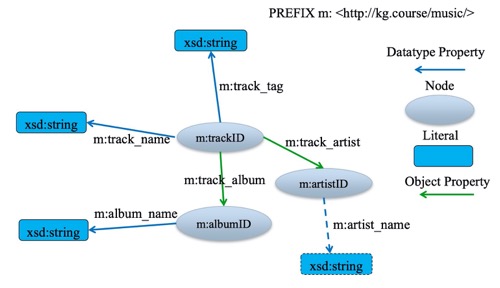 PREFIX m: <http://kg.course/music/>
xsd:string
Datatype Property
m:track_tag
Node
xsd:string
m:track_name
m:trackID
m:track_artist
Literal
m:track_album
m:artistID
Object Property
m:album_name
xsd:string
m:albumID
m:artist_name
xsd:string